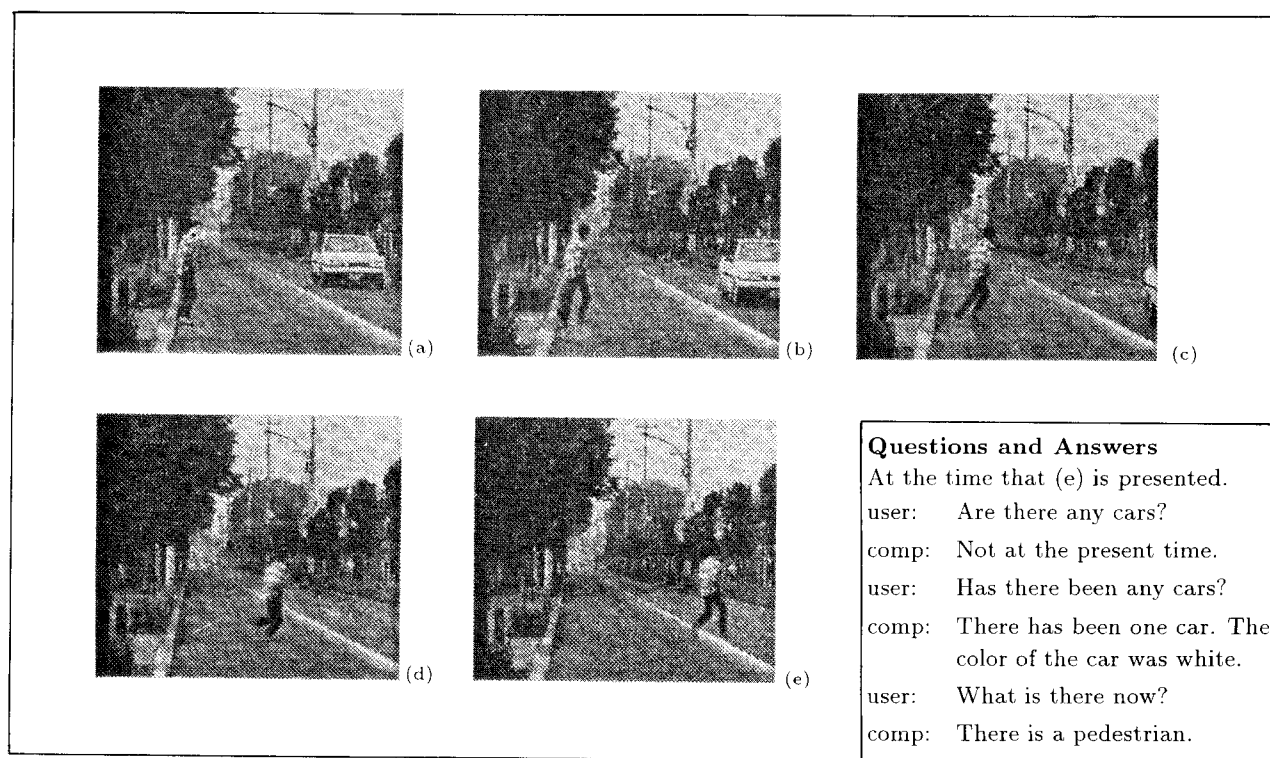 (a)
(b)
(c)
(d)
(e)
Questions and Answers
At the time that (e) is presented.
user: Are there any cars?
comp: Not at the present time.
user: Has there been any cars?
comp: There has been one car. The
color of the car was white.
user: What is there now?
comp: There is a pedestrian.